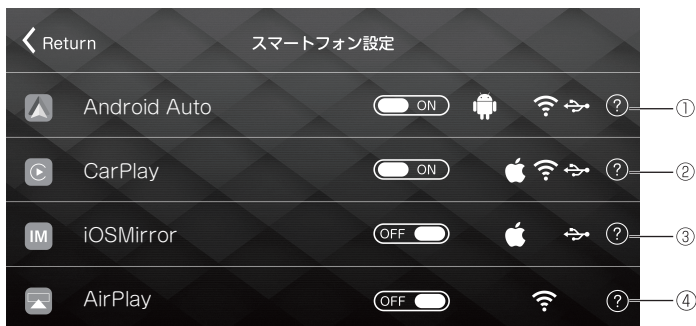 Return スマートフォン設定
Android Auto ON ? ①
CarPlay ON ? ②
IM iOSMirror OFF ? ③
AirPlay OFF ? ④